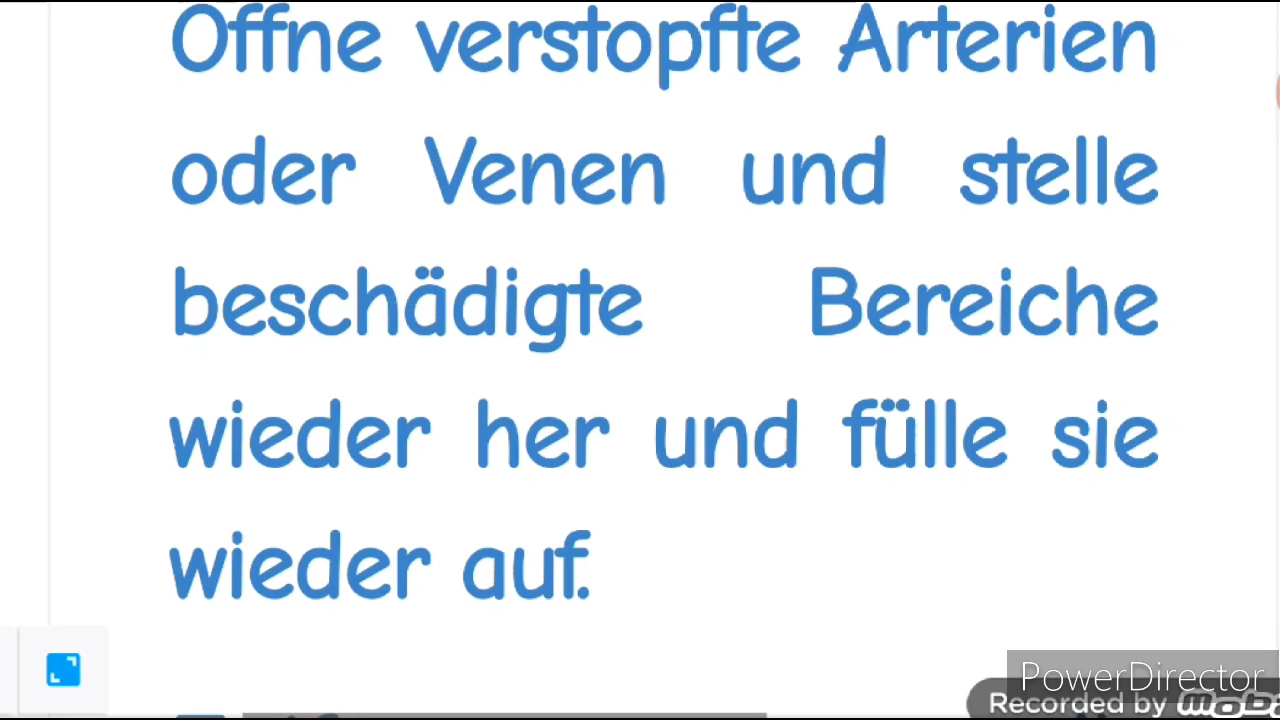 Öffne verstopfte Arterien
oder Venen und stelle
beschädigte Bereiche
wieder her und fülle sie
wieder auf.
PowerDirector
Recorded by